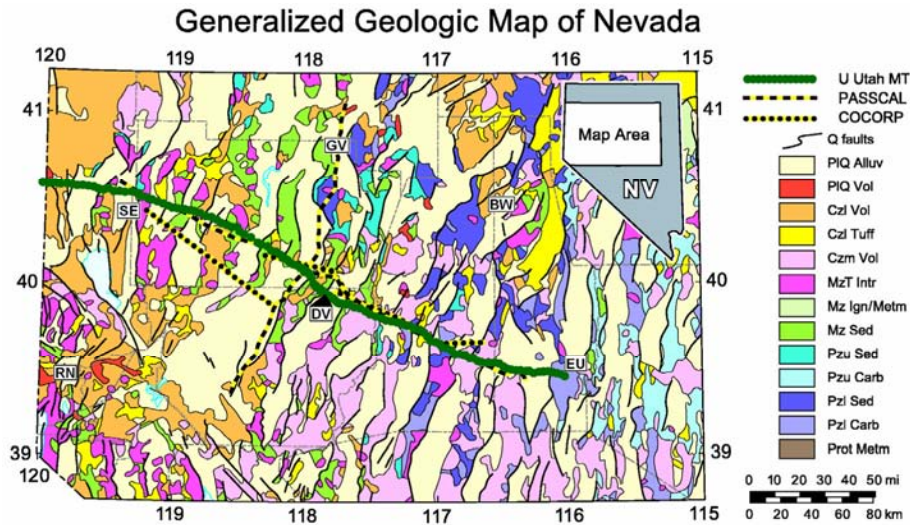 Generalized Geologic Map of Nevada
120 119 118 117 116 115
41 41
40 40
39 39
120 119 118 117 116 115
GV
SE
BW
DV
EU
RN
Map Area
NV
U Utah MT
PASSCAL
COCORP
Q faults
PlQ Alluv
PlQ Vol
Czl Vol
Czl Tuff
Czm Vol
MzT Intr
Mz Ign/Metm
Mz Sed
Pzu Sed
Pzu Carb
Pzl Sed
Pzl Carb
Prot Metm
0 10 20 30 40 50 mi
0 20 40 60 80 km